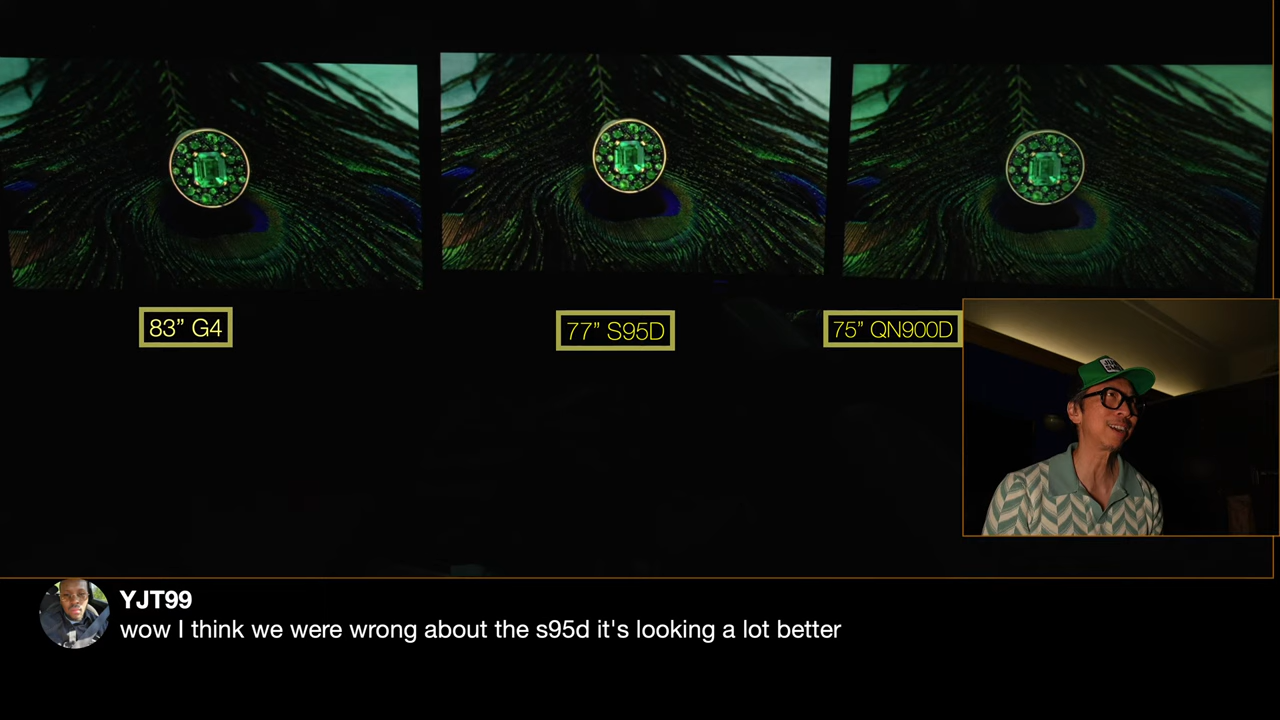 83” G4
77” S95D
75” QN900D
YJT99
wow I think we were wrong about the s95d it's looking a lot better